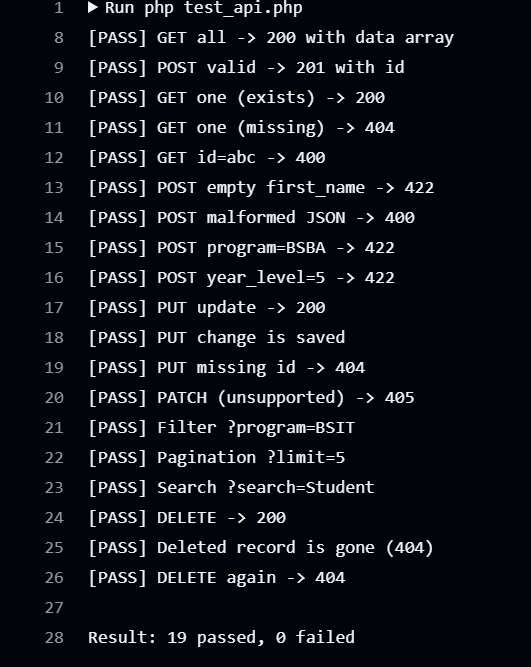 1 ▶ Run php test_api.php
8 [PASS] GET all -> 200 with data array
9 [PASS] POST valid -> 201 with id
10 [PASS] GET one (exists) -> 200
11 [PASS] GET one (missing) -> 404
12 [PASS] GET id=abc -> 400
13 [PASS] POST empty first_name -> 422
14 [PASS] POST malformed JSON -> 400
15 [PASS] POST program=BSBA -> 422
16 [PASS] POST year_level=5 -> 422
17 [PASS] PUT update -> 200
18 [PASS] PUT change is saved
19 [PASS] PUT missing id -> 404
20 [PASS] PATCH (unsupported) -> 405
21 [PASS] Filter ?program=BSIT
22 [PASS] Pagination ?limit=5
23 [PASS] Search ?search=Student
24 [PASS] DELETE -> 200
25 [PASS] Deleted record is gone (404)
26 [PASS] DELETE again -> 404
27
28 Result: 19 passed, 0 failed